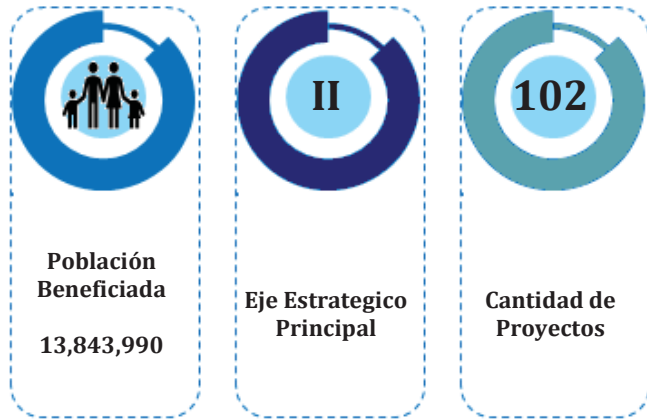 Población
Beneficiada
13,843,990
II
Eje Estrategico
Principal
102
Cantidad de
Proyectos